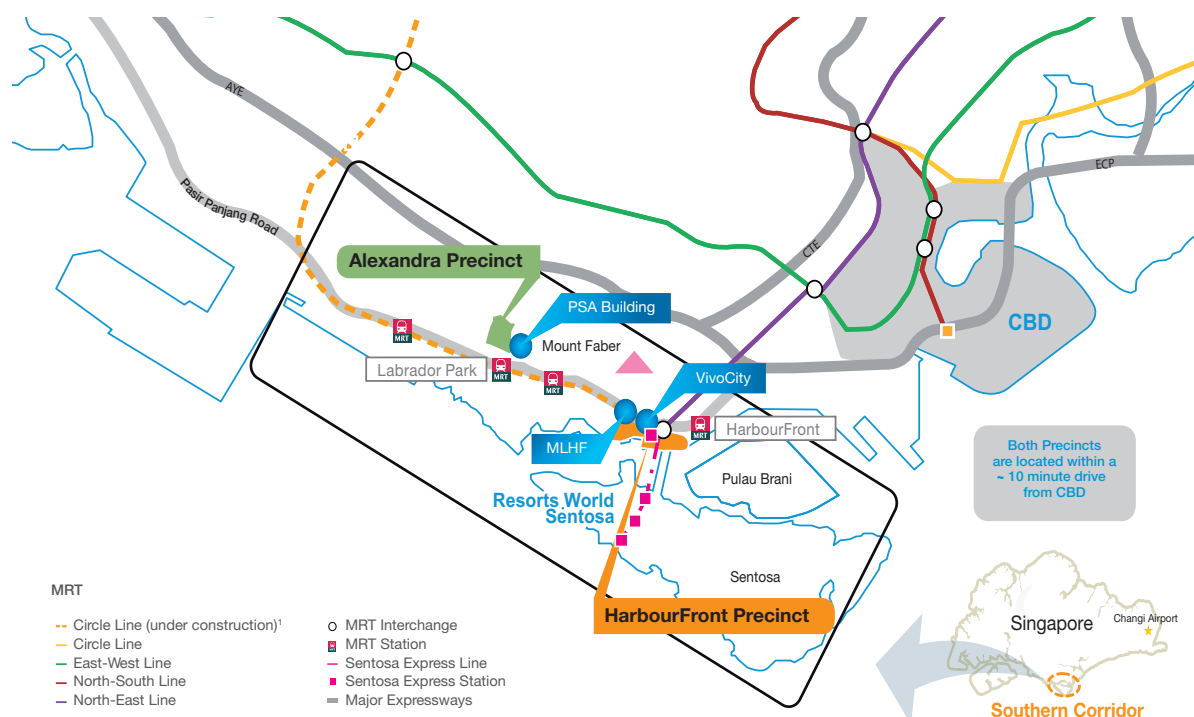 AYE
Pasir Panjang Road
Alexandra Precinct
PSA Building
Mount Faber
Labrador Park
MRT
MRT
MRT
VivoCity
MLHF
MRT
HarbourFront
CTE
ECP
CBD
Both Precincts
are located within a
~ 10 minute drive
from CBD
Pulau Brani
Resorts World
Sentosa
Sentosa
HarbourFront Precinct
MRT
Circle Line (under construction)¹
Circle Line
East-West Line
North-South Line
North-East Line
MRT Interchange
MRT
MRT Station
Sentosa Express Line
Sentosa Express Station
Major Expressways
Singapore
Changi Airport
Southern Corridor